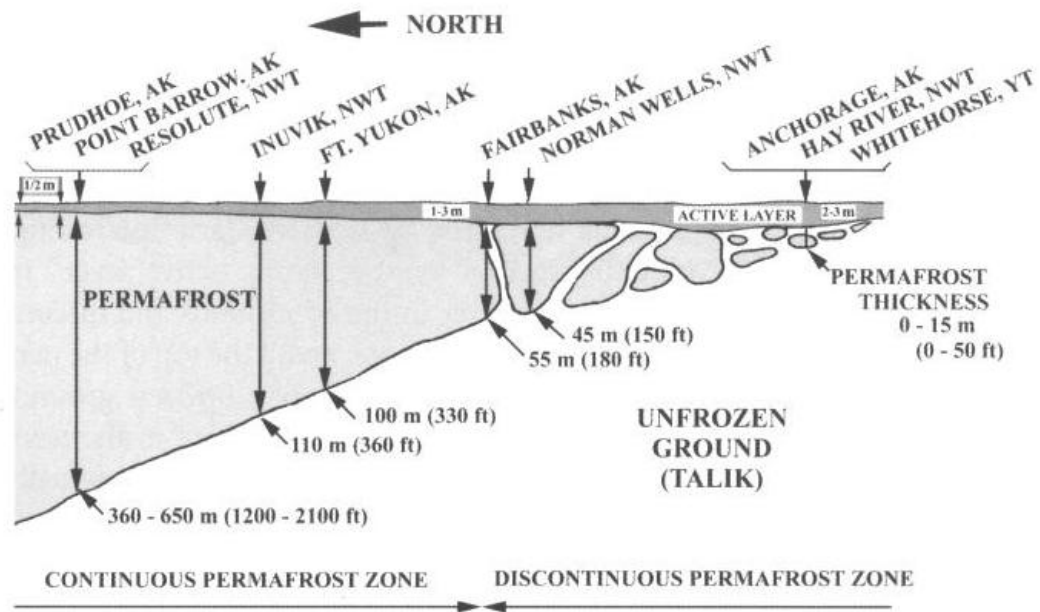 NORTH
PRUDHOE, AK
POINT BARROW, AK
RESOLUTE, NWT
INUVIK, NWT
FT. YUKON, AK
FAIRBANKS, AK
NORMAN WELLS, NWT
ANCHORAGE, AK
HAY RIVER, NWT
WHITEHORSE, YT
1/2 m
1-3 m
ACTIVE LAYER
2-3 m
PERMAFROST
PERMAFROST
THICKNESS
0 - 15 m
(0 - 50 ft)
45 m (150 ft)
55 m (180 ft)
100 m (330 ft)
110 m (360 ft)
360 - 650 m (1200 - 2100 ft)
UNFROZEN
GROUND
(TALIK)
CONTINUOUS PERMAFROST ZONE
DISCONTINUOUS PERMAFROST ZONE